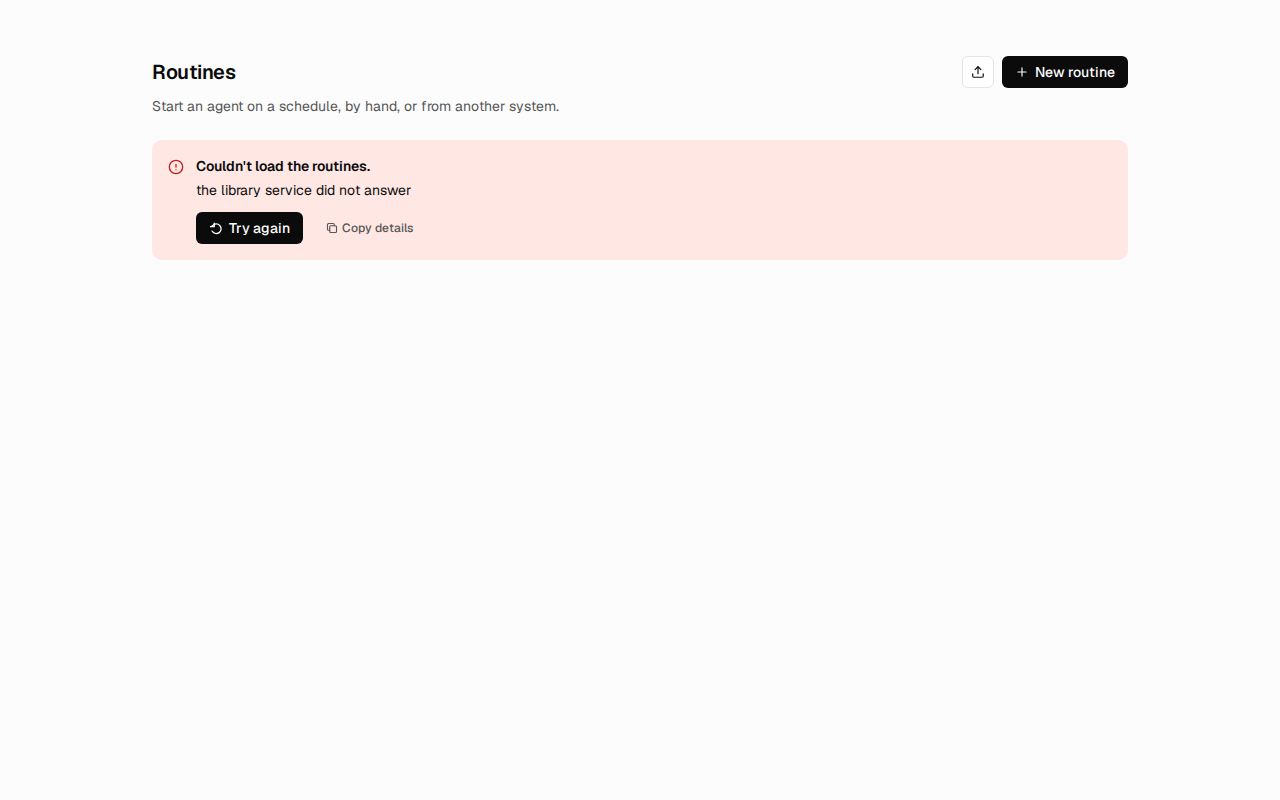 Routines
New routine
Start an agent on a schedule, by hand, or from another system.
Couldn't load the routines.
the library service did not answer
Try again
Copy details